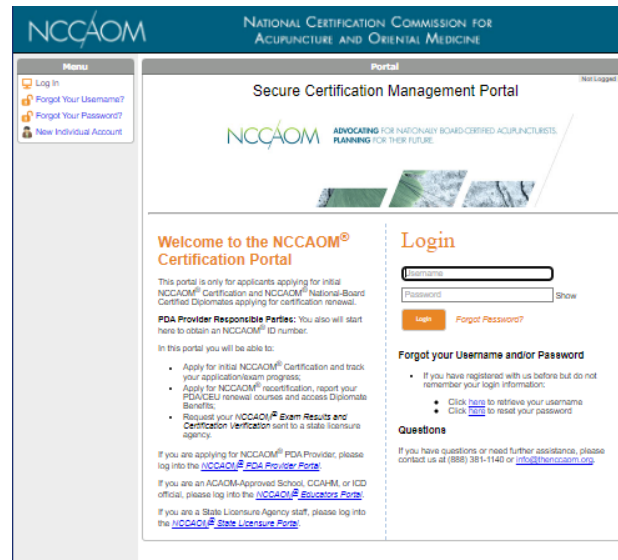 NCCAOM
NATIONAL CERTIFICATION COMMISSION FOR
ACUPUNCTURE AND ORIENTAL MEDICINE
Menu
Log In
Forgot Your Username?
Forgot Your Password?
New Individual Account
Portal
Not Logged
Secure Certification Management Portal
NCCAOM
ADVOCATING FOR NATIONALLY BOARD-CERTIFIED ACUPUNCTURISTS.
PLANNING FOR THEIR FUTURE.
Welcome to the NCCAOM®
Certification Portal
This portal is only for applicants applying for initial
NCCAOM® Certification and NCCAOM® National-Board
Certified Diplomates applying for certification renewal.
PDA Provider Responsible Parties: You also will start
here to obtain an NCCAOM® ID number.
In this portal you will be able to:
• Apply for initial NCCAOM® Certification and track
your application/exam progress;
• Apply for NCCAOM® recertification, report your
PDA/CEU renewal courses and access Diplomate
Benefits;
• Request your NCCAOM® Exam Results and
Certification Verification sent to a state licensure
agency.
If you are applying for NCCAOM® PDA Provider, please
log into the NCCAOM® PDA Provider Portal.
If you are an ACAOM-Approved School, CCAHM, or ICD
official, please log into the NCCAOM® Educators Portal.
If you are a State Licensure Agency staff, please log into
the NCCAOM® State Licensure Portal.
Login
Username
Password
Show
Login
Forgot Password?
Forgot your Username and/or Password
• If you have registered with us before but do not
remember your login information:
• Click here to retrieve your username
• Click here to reset your password
Questions
If you have questions or need further assistance, please
contact us at (888) 381-1140 or info@thenccaom.org.